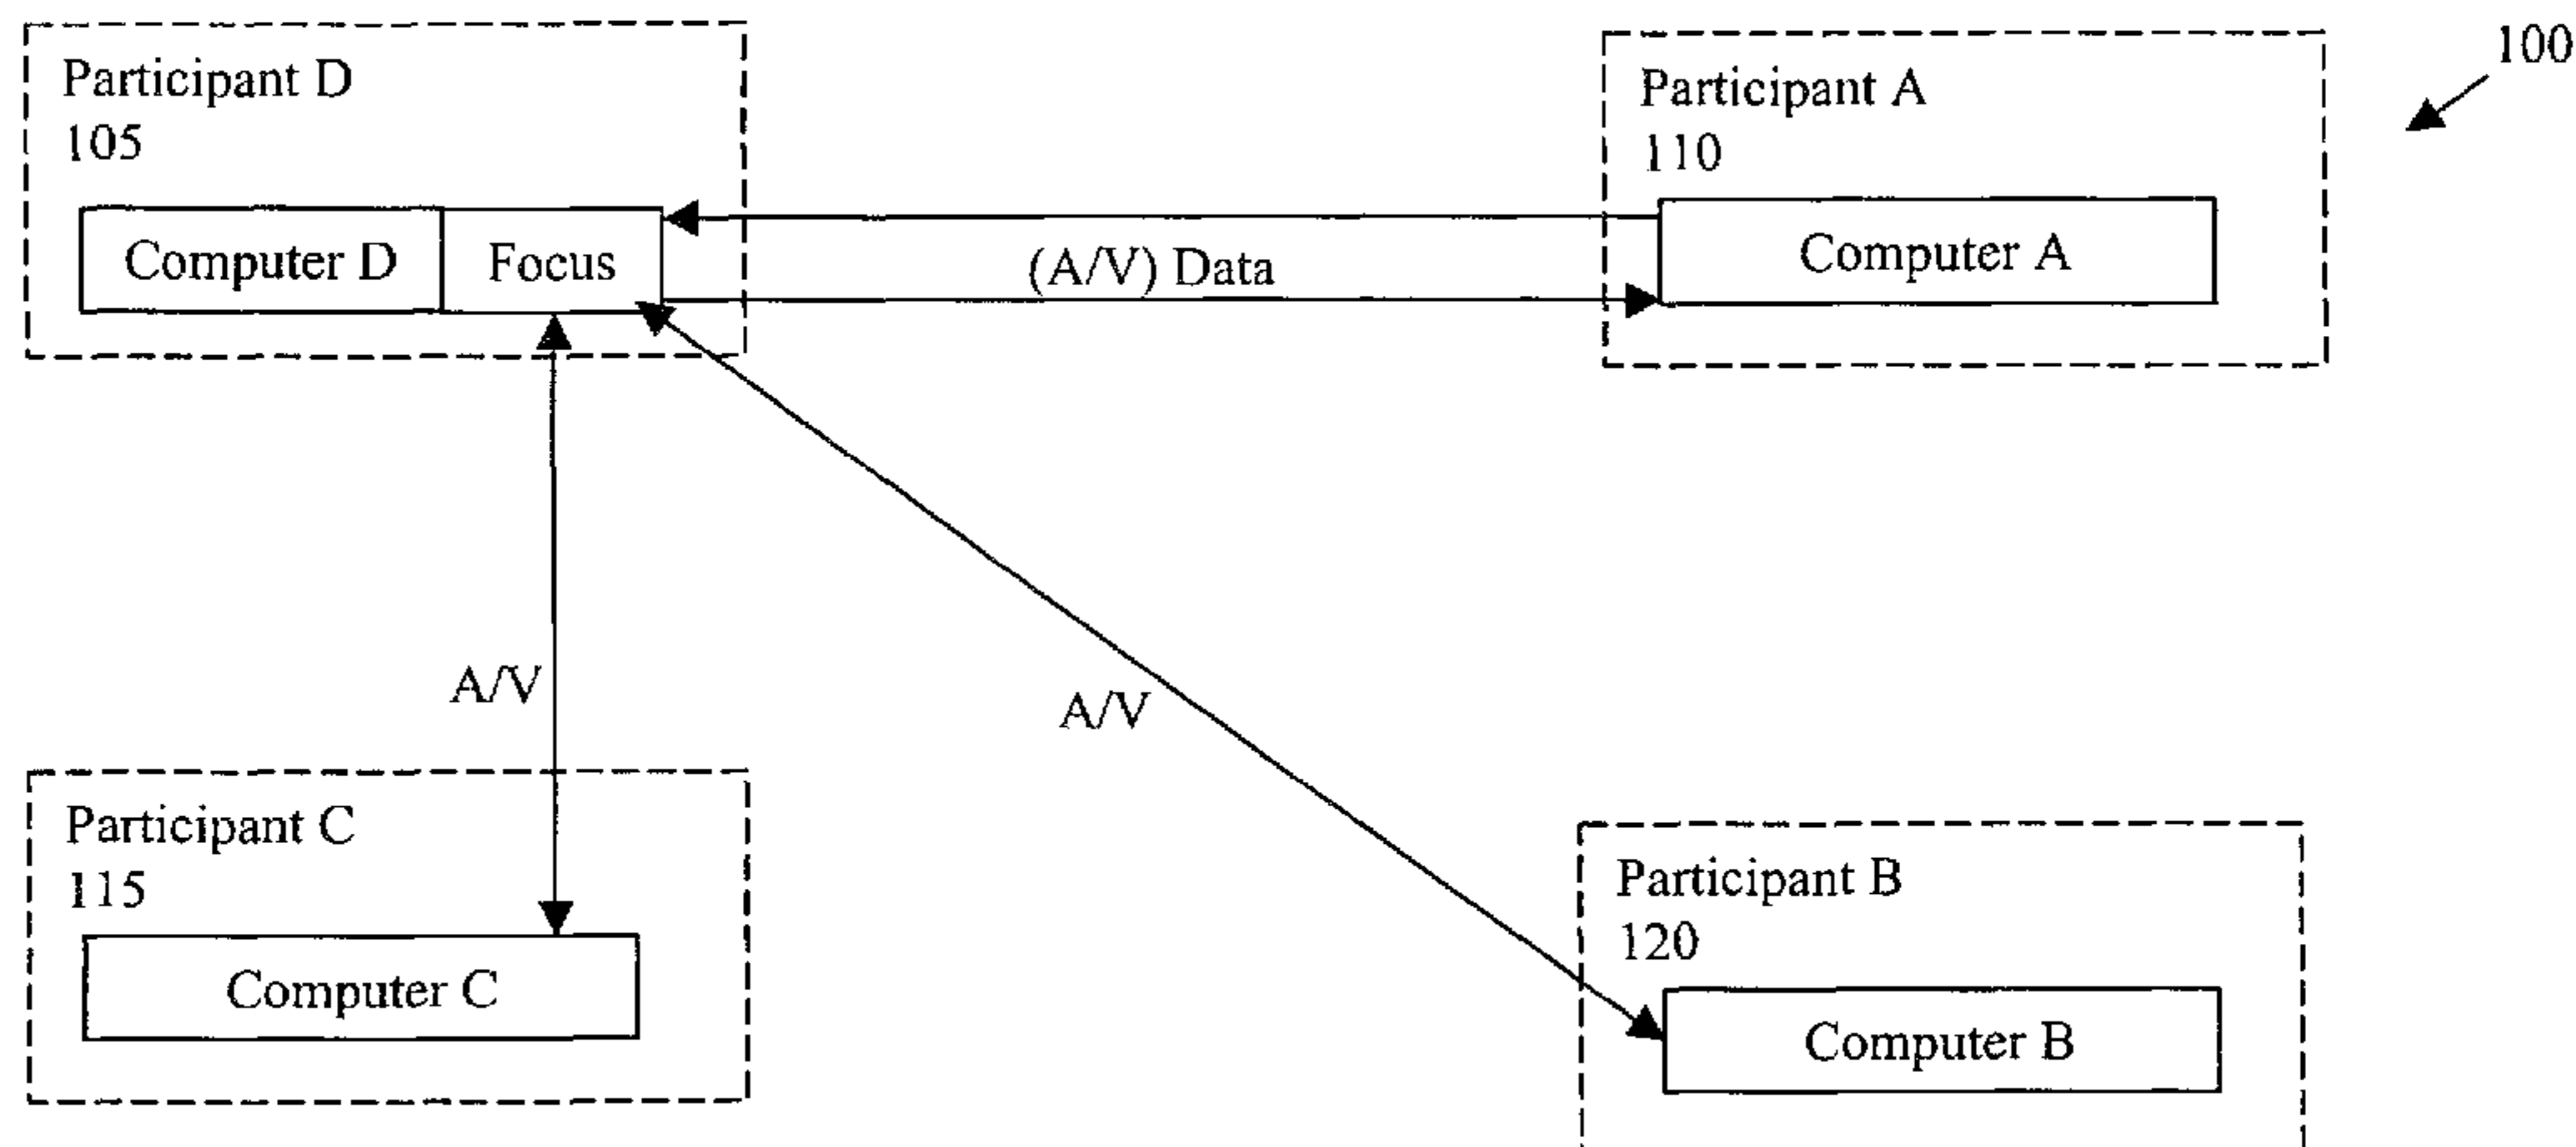 Participant D
105
Computer D
Focus
(A/V) Data
Participant A
110
Computer A
100
A/V
A/V
Participant C
115
Computer C
Participant B
120
Computer B